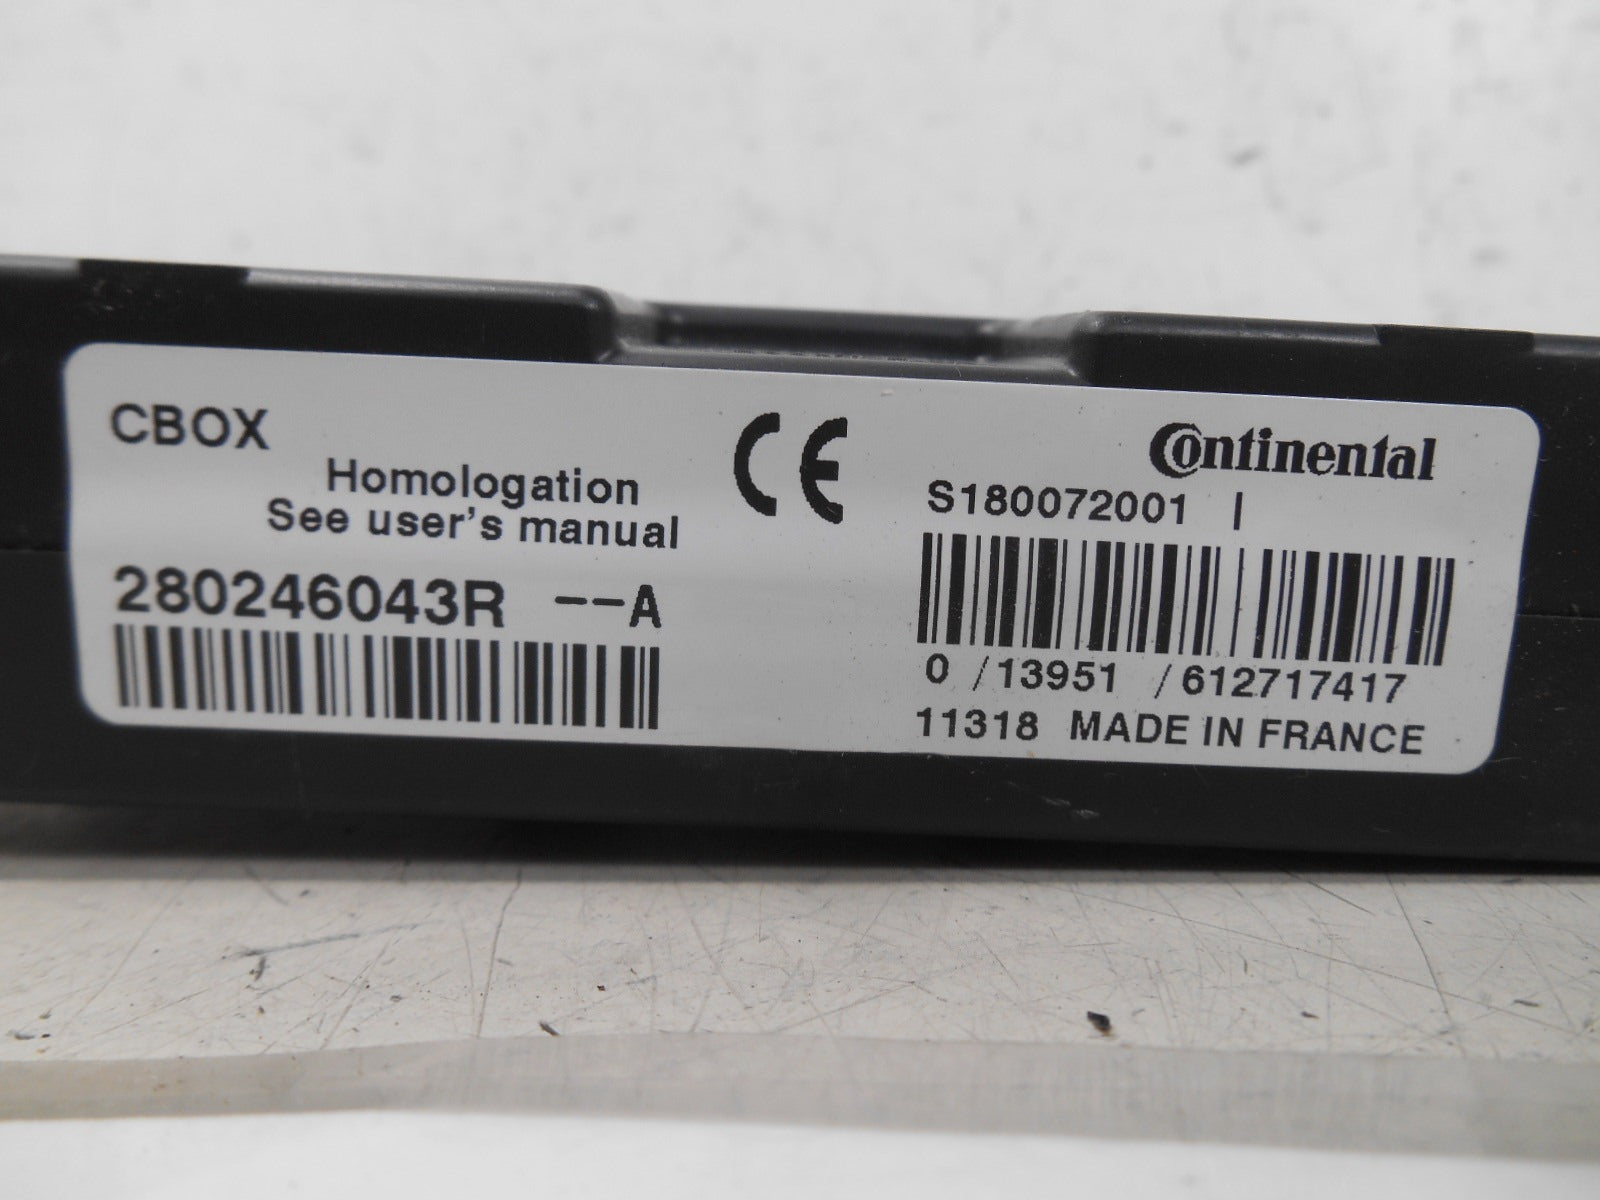 CBOX
Homologation
See user's manual
280246043R --A
CE
Continental
S180072001 I
0 /13951 /612717417
11318 MADE IN FRANCE